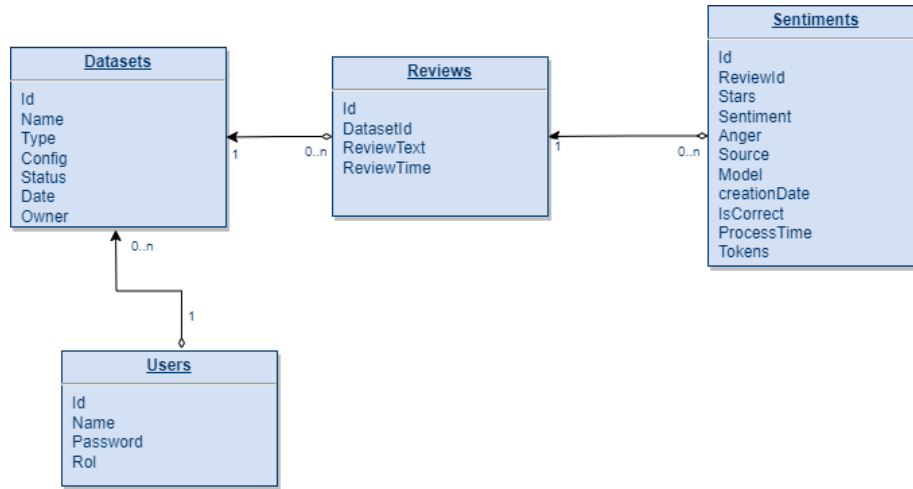 Datasets
Id
Name
Type
Config
Status
Date
Owner
1
0..n
Reviews
Id
DatasetId
ReviewText
ReviewTime
1
0..n
Sentiments
Id
ReviewId
Stars
Sentiment
Anger
Source
Model
creationDate
IsCorrect
ProcessTime
Tokens
0..n
1
Users
Id
Name
Password
Rol